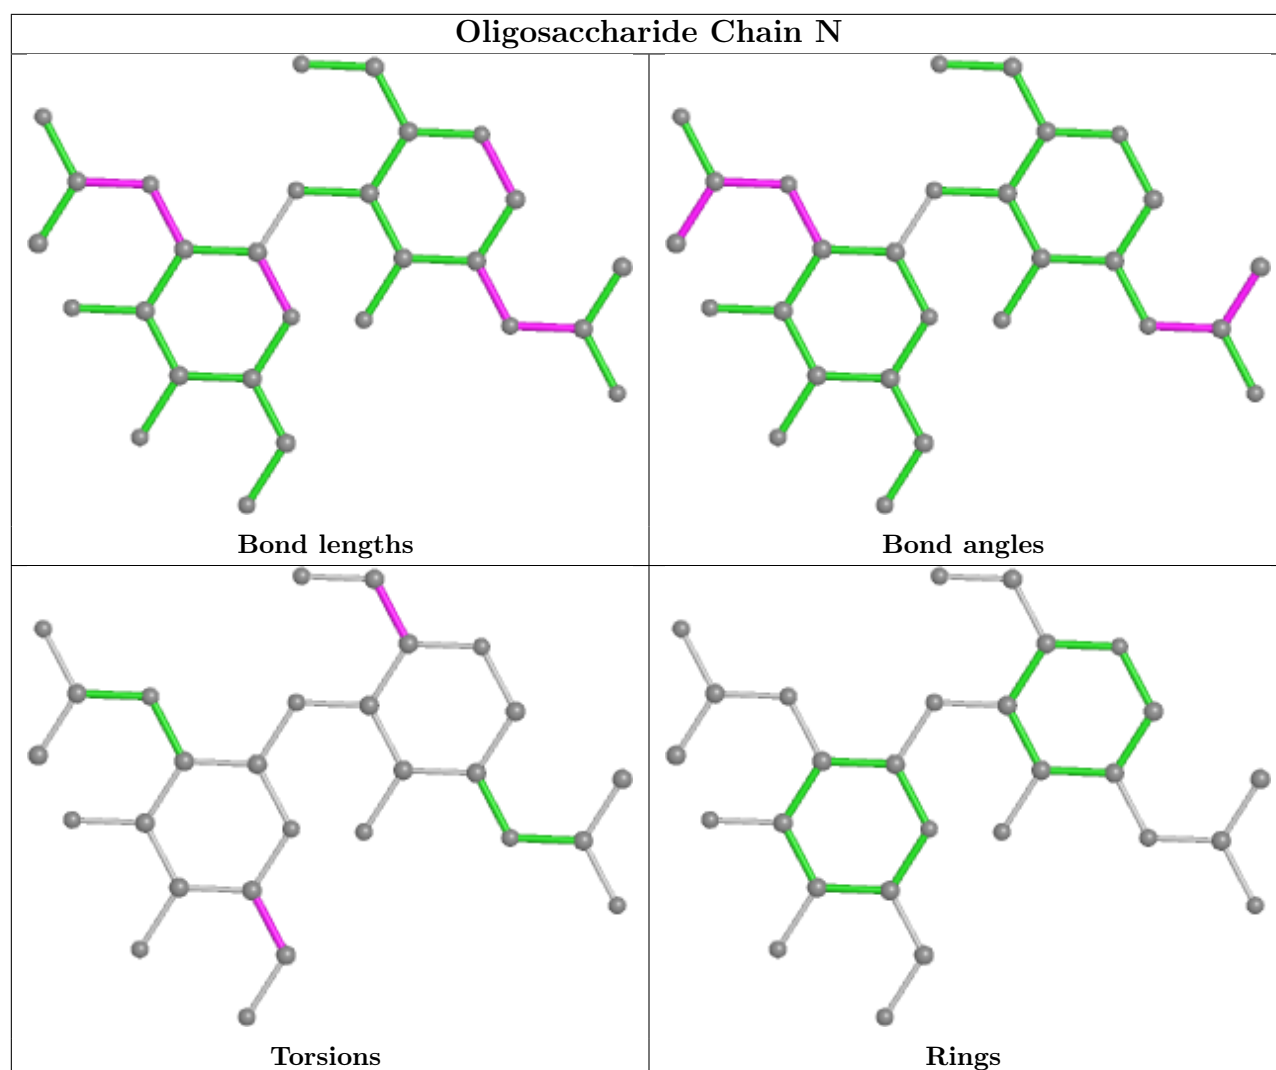 Oligosaccharide Chain N
Bond lengths
Bond angles
Torsions
Rings